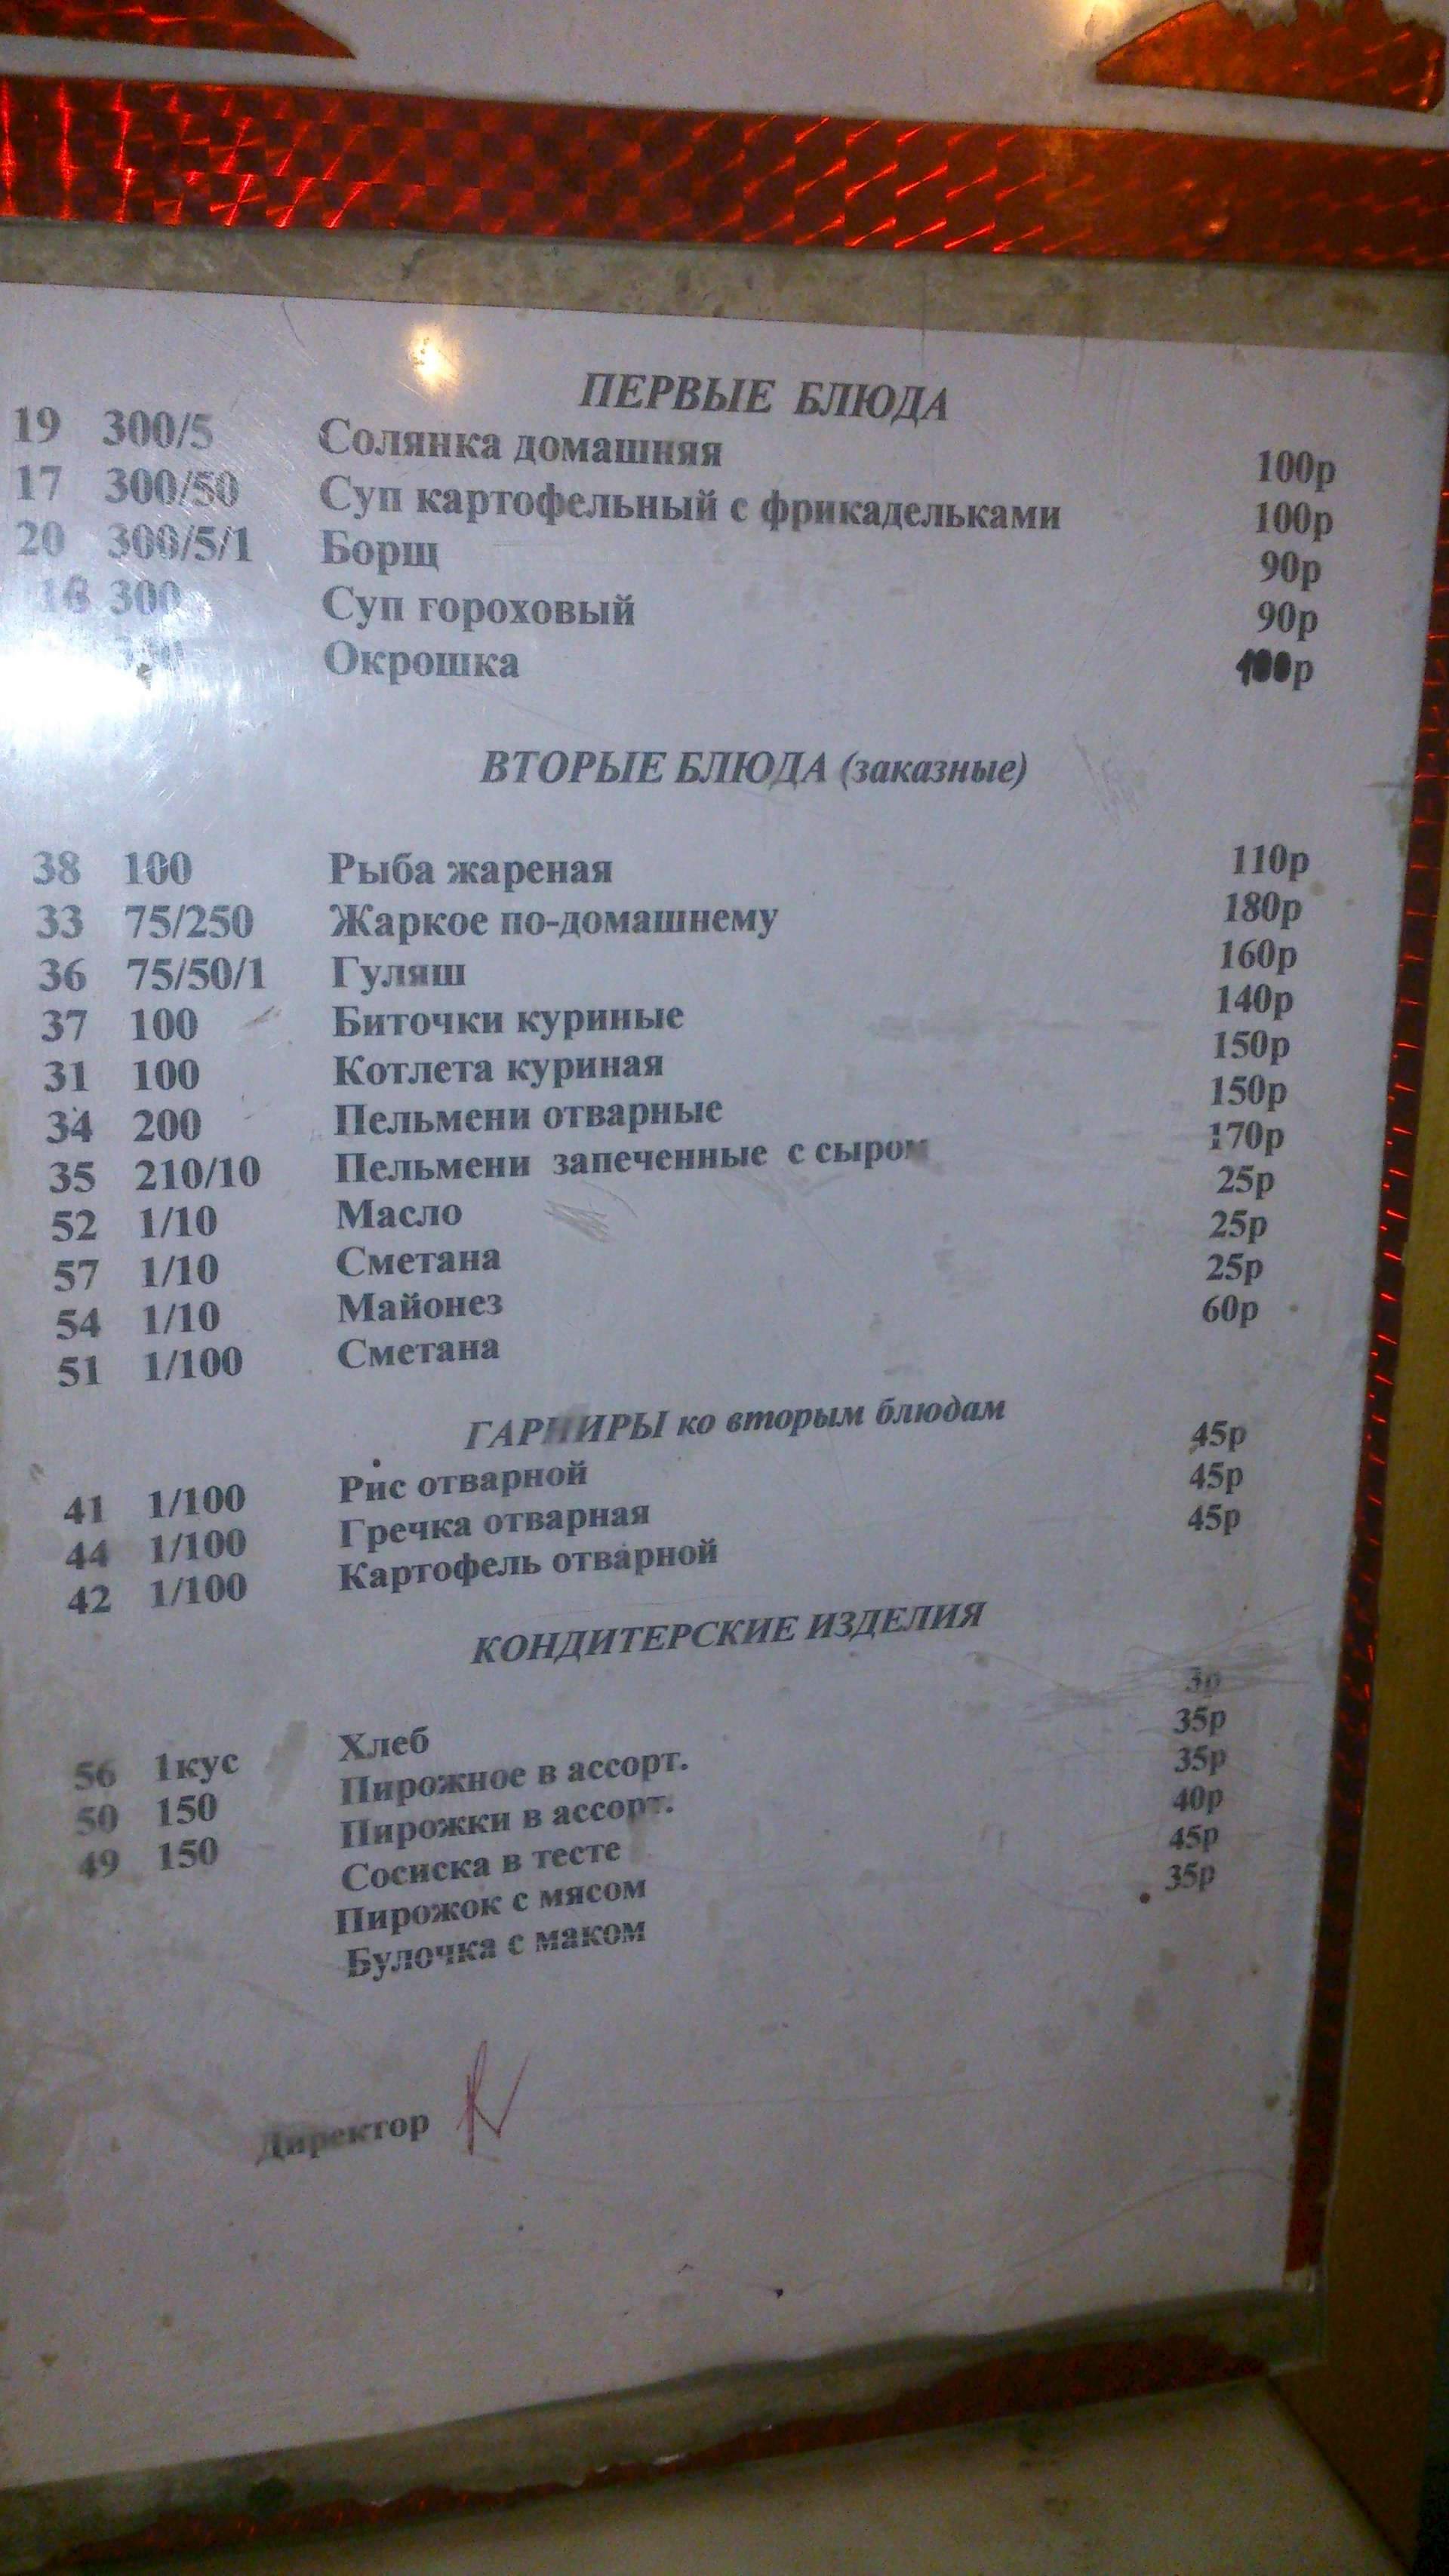 ПЕРВЫЕ БЛЮДА
19 300/5 Солянка домашняя 100р
17 300/50 Суп картофельный с фрикадельками 100р
20 300/5/1 Борщ 90р
300 Суп гороховый 90р
Окрошка 100р
ВТОРЫЕ БЛЮДА (заказные)
38 100 Рыба жареная 110р
33 75/250 Жаркое по-домашнему 180р
36 75/50/1 Гуляш 160р
37 100 Биточки куриные 140р
31 100 Котлета куриная 150р
34 200 Пельмени отварные 150р
35 210/10 Пельмени запеченные с сыром 170р
52 1/10 Масло 25р
57 1/10 Сметана 25р
54 1/10 Майонез 25р
51 1/100 Сметана 60р
ГАРНИРЫ ко вторым блюдам
41 1/100 Рис отварной 45р
44 1/100 Гречка отварная 45р
42 1/100 Картофель отварной 45р
КОНДИТЕРСКИЕ ИЗДЕЛИЯ
56 1кус Хлеб 3р
50 150 Пирожное в ассорт. 35р
49 150 Пирожки в ассорт. 35р
Сосиска в тесте 40р
Пирожок с мясом 45р
Булочка с маком 35р
Директор